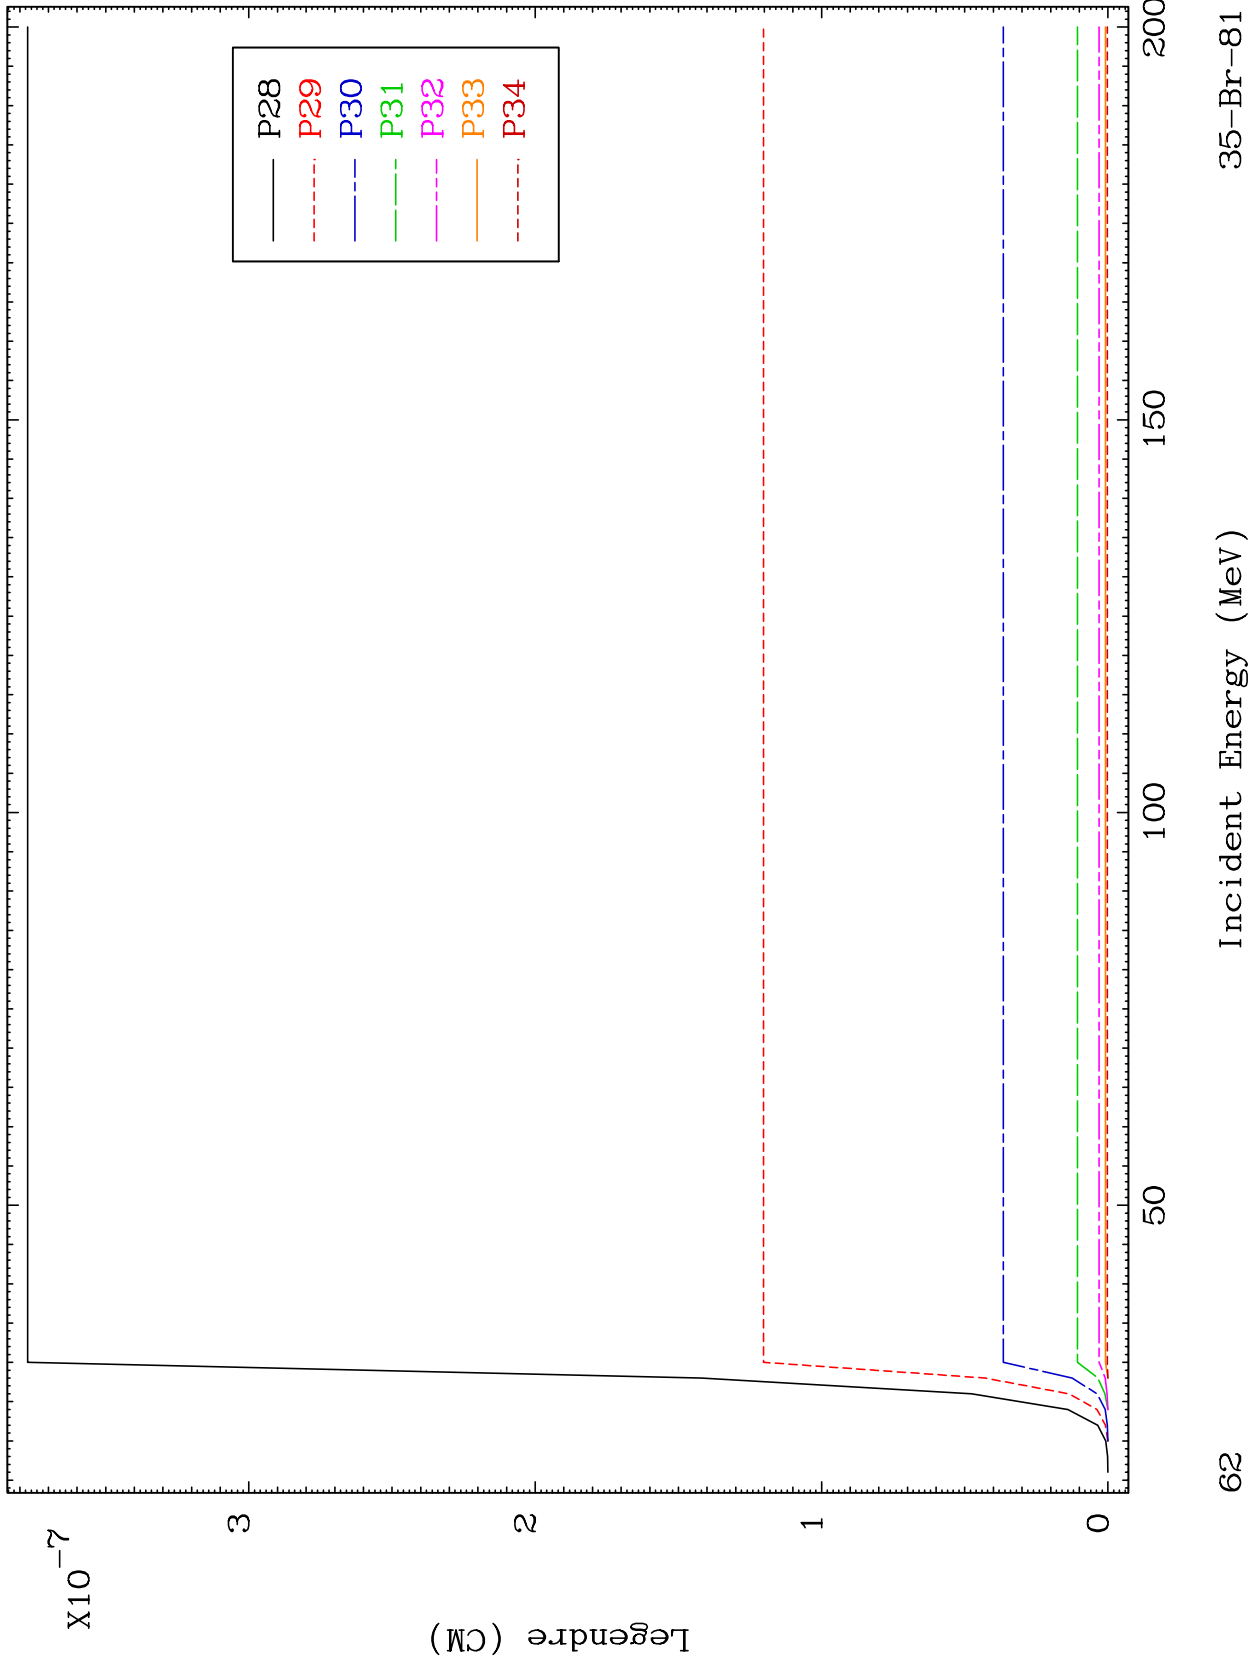 X10
-7
Legendre (CM)
3
2
1
0
P28
P29
P30
P31
P32
P33
P34
50
100
150
200
Incident Energy (MeV)
62
35-Br-81